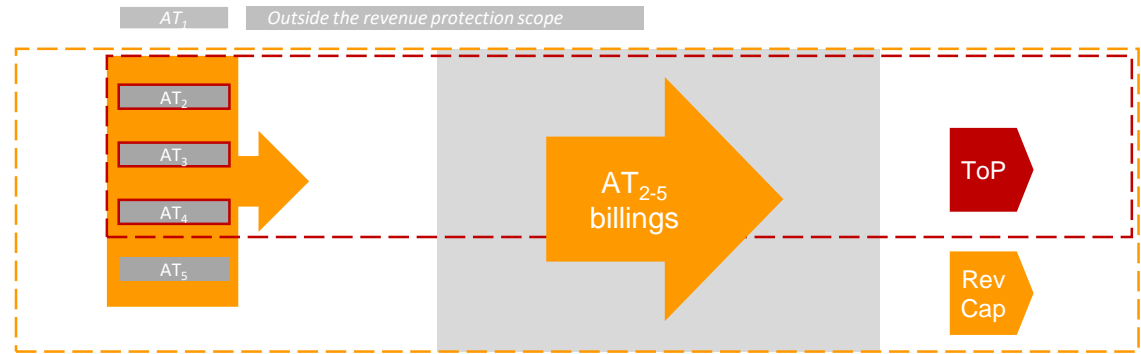 AT₁ Outside the revenue protection scope
AT₂
AT₃
AT₄
AT₅
AT₂₋₅
billings
ToP
Rev
Cap